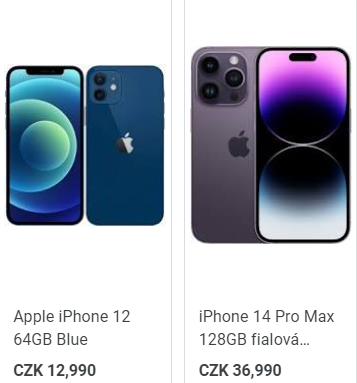 Apple iPhone 12
64GB Blue
CZK 12,990
iPhone 14 Pro Max
128GB fialová…
CZK 36,990